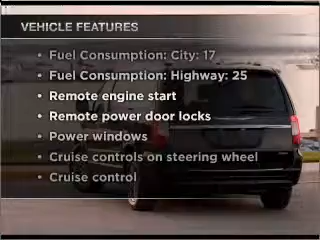 VEHICLE FEATURES
• Fuel Consumption: City: 17
• Fuel Consumption: Highway: 25
• Remote engine start
• Remote power door locks
• Power windows
• Cruise controls on steering wheel
• Cruise control